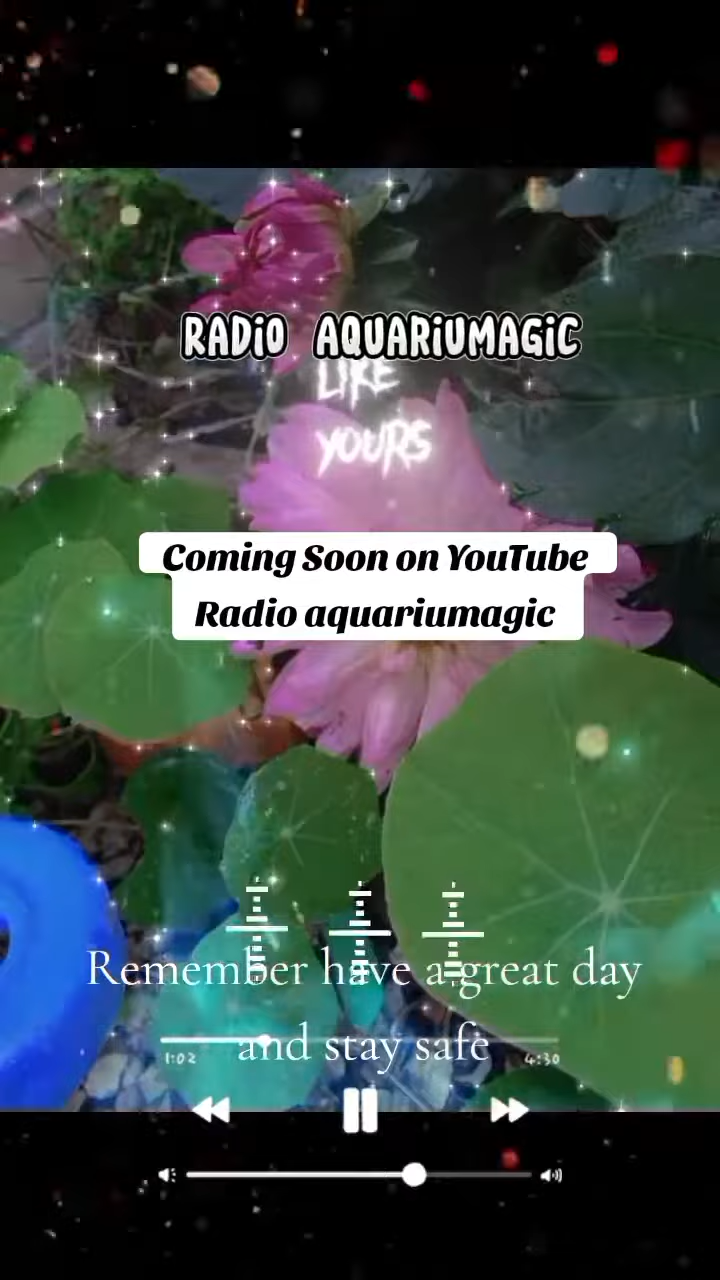 RADiO AQUARiUMAGiC
LIKE
YOURS
Coming Soon on YouTube
Radio aquariumagic
Remember have a great day
and stay safe
1:02
4:30